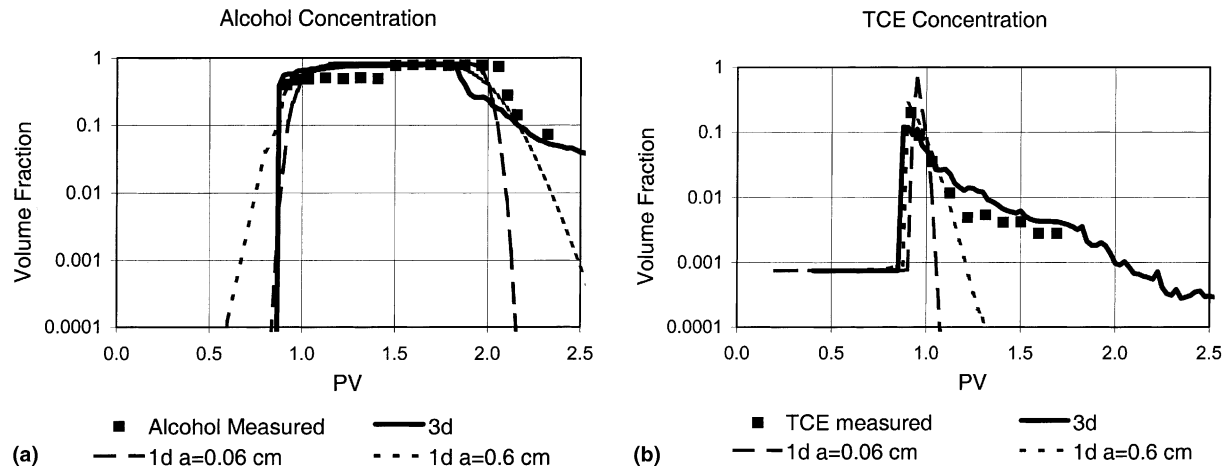 Alcohol Concentration
1
0.1
0.01
0.001
0.0001
0.0 0.5 1.0 1.5 2.0 2.5
Volume Fraction
PV
Alcohol Measured 3d
(a) 1d a=0.06 cm 1d a=0.6 cm
TCE Concentration
1
0.1
0.01
0.001
0.0001
0.0 0.5 1.0 1.5 2.0 2.5
Volume Fraction
PV
TCE measured 3d
(b) 1d a=0.06 cm 1d a=0.6 cm